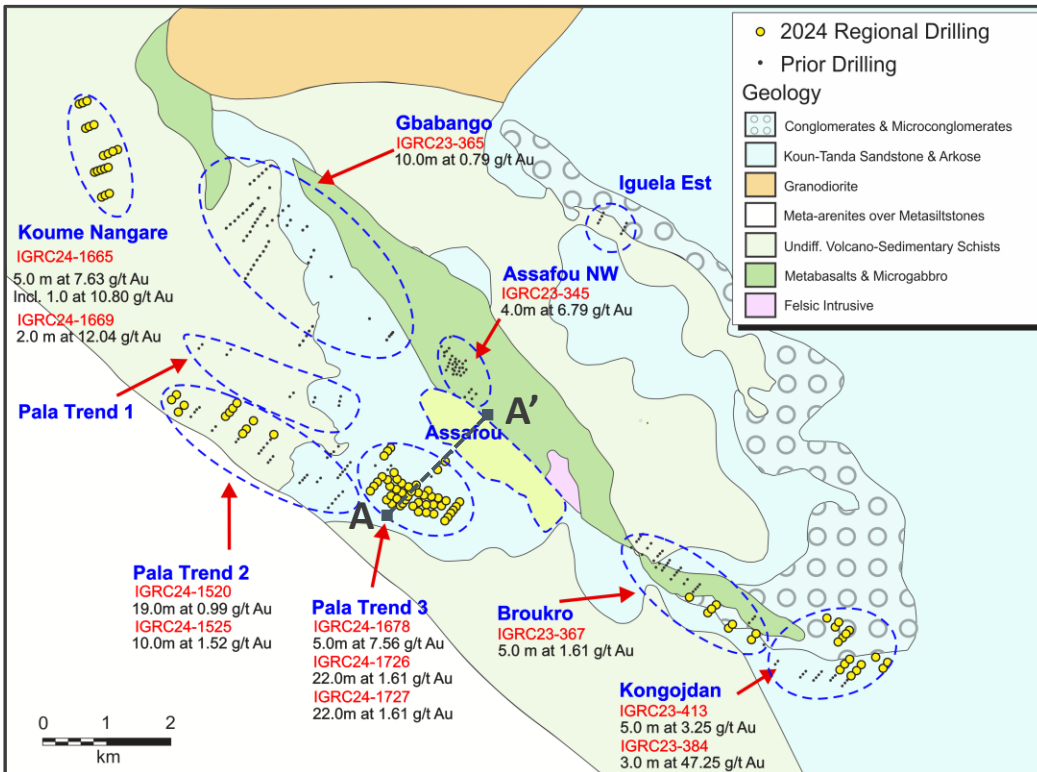 2024 Regional Drilling
Prior Drilling
Geology
Conglomerates & Microconglomerates
Koun-Tanda Sandstone & Arkose
Granodiorite
Meta-arenites over Metasiltstones
Undiff. Volcano-Sedimentary Schists
Metabasalts & Microgabbro
Felsic Intrusive
Gbabango
IGRC23-365
10.0m at 0.79 g/t Au
Iguela Est
Koume Nangare
IGRC24-1665
5.0 m at 7.63 g/t Au
Incl. 1.0 at 10.80 g/t Au
IGRC24-1669
2.0 m at 12.04 g/t Au
Assafou NW
IGRC23-345
4.0m at 6.79 g/t Au
Pala Trend 1
A'
Assafou
A
Pala Trend 2
IGRC24-1520
19.0m at 0.99 g/t Au
IGRC24-1525
10.0m at 1.52 g/t Au
Pala Trend 3
IGRC24-1678
5.0m at 7.56 g/t Au
IGRC24-1726
22.0m at 1.61 g/t Au
IGRC24-1727
22.0m at 1.61 g/t Au
Broukro
IGRC23-367
5.0 m at 1.61 g/t Au
Kongojdan
IGRC23-413
5.0 m at 3.25 g/t Au
IGRC23-384
3.0 m at 47.25 g/t Au
0 1 2
km